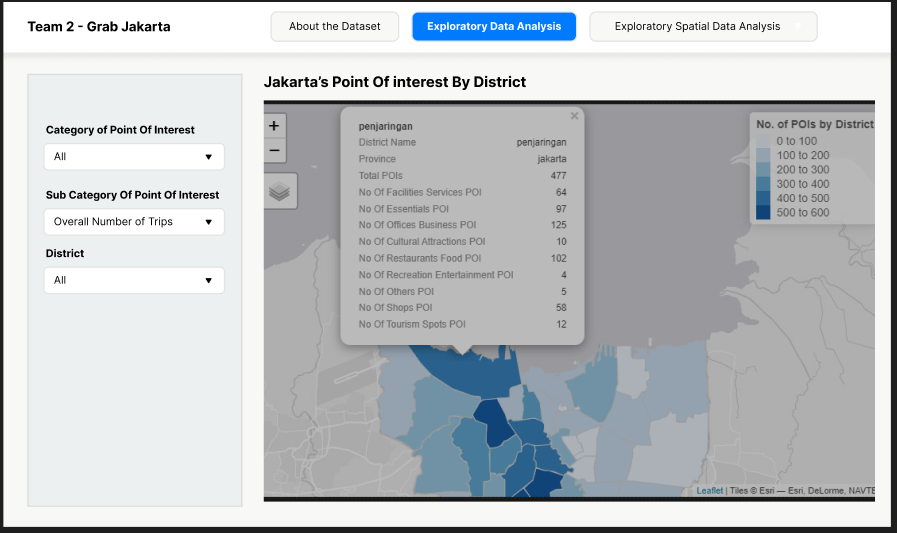 Team 2 - Grab Jakarta
About the Dataset
Exploratory Data Analysis
Exploratory Spatial Data Analysis
Category of Point Of Interest
All
Sub Category Of Point Of Interest
Overall Number of Trips
District
All
Jakarta's Point Of interest By District
+
−
penjaringan
×
District Name penjaringan
Province jakarta
Total POIs 477
No Of Facilities Services POI 64
No Of Essentials POI 97
No Of Offices Business POI 125
No Of Cultural Attractions POI 10
No Of Restaurants Food POI 102
No Of Recreation Entertainment POI 4
No Of Others POI 5
No Of Shops POI 58
No Of Tourism Spots POI 12
No. of POIs by District
0 to 100
100 to 200
200 to 300
300 to 400
400 to 500
500 to 600
Leaflet | Tiles © Esri — Esri, DeLorme, NAVTE